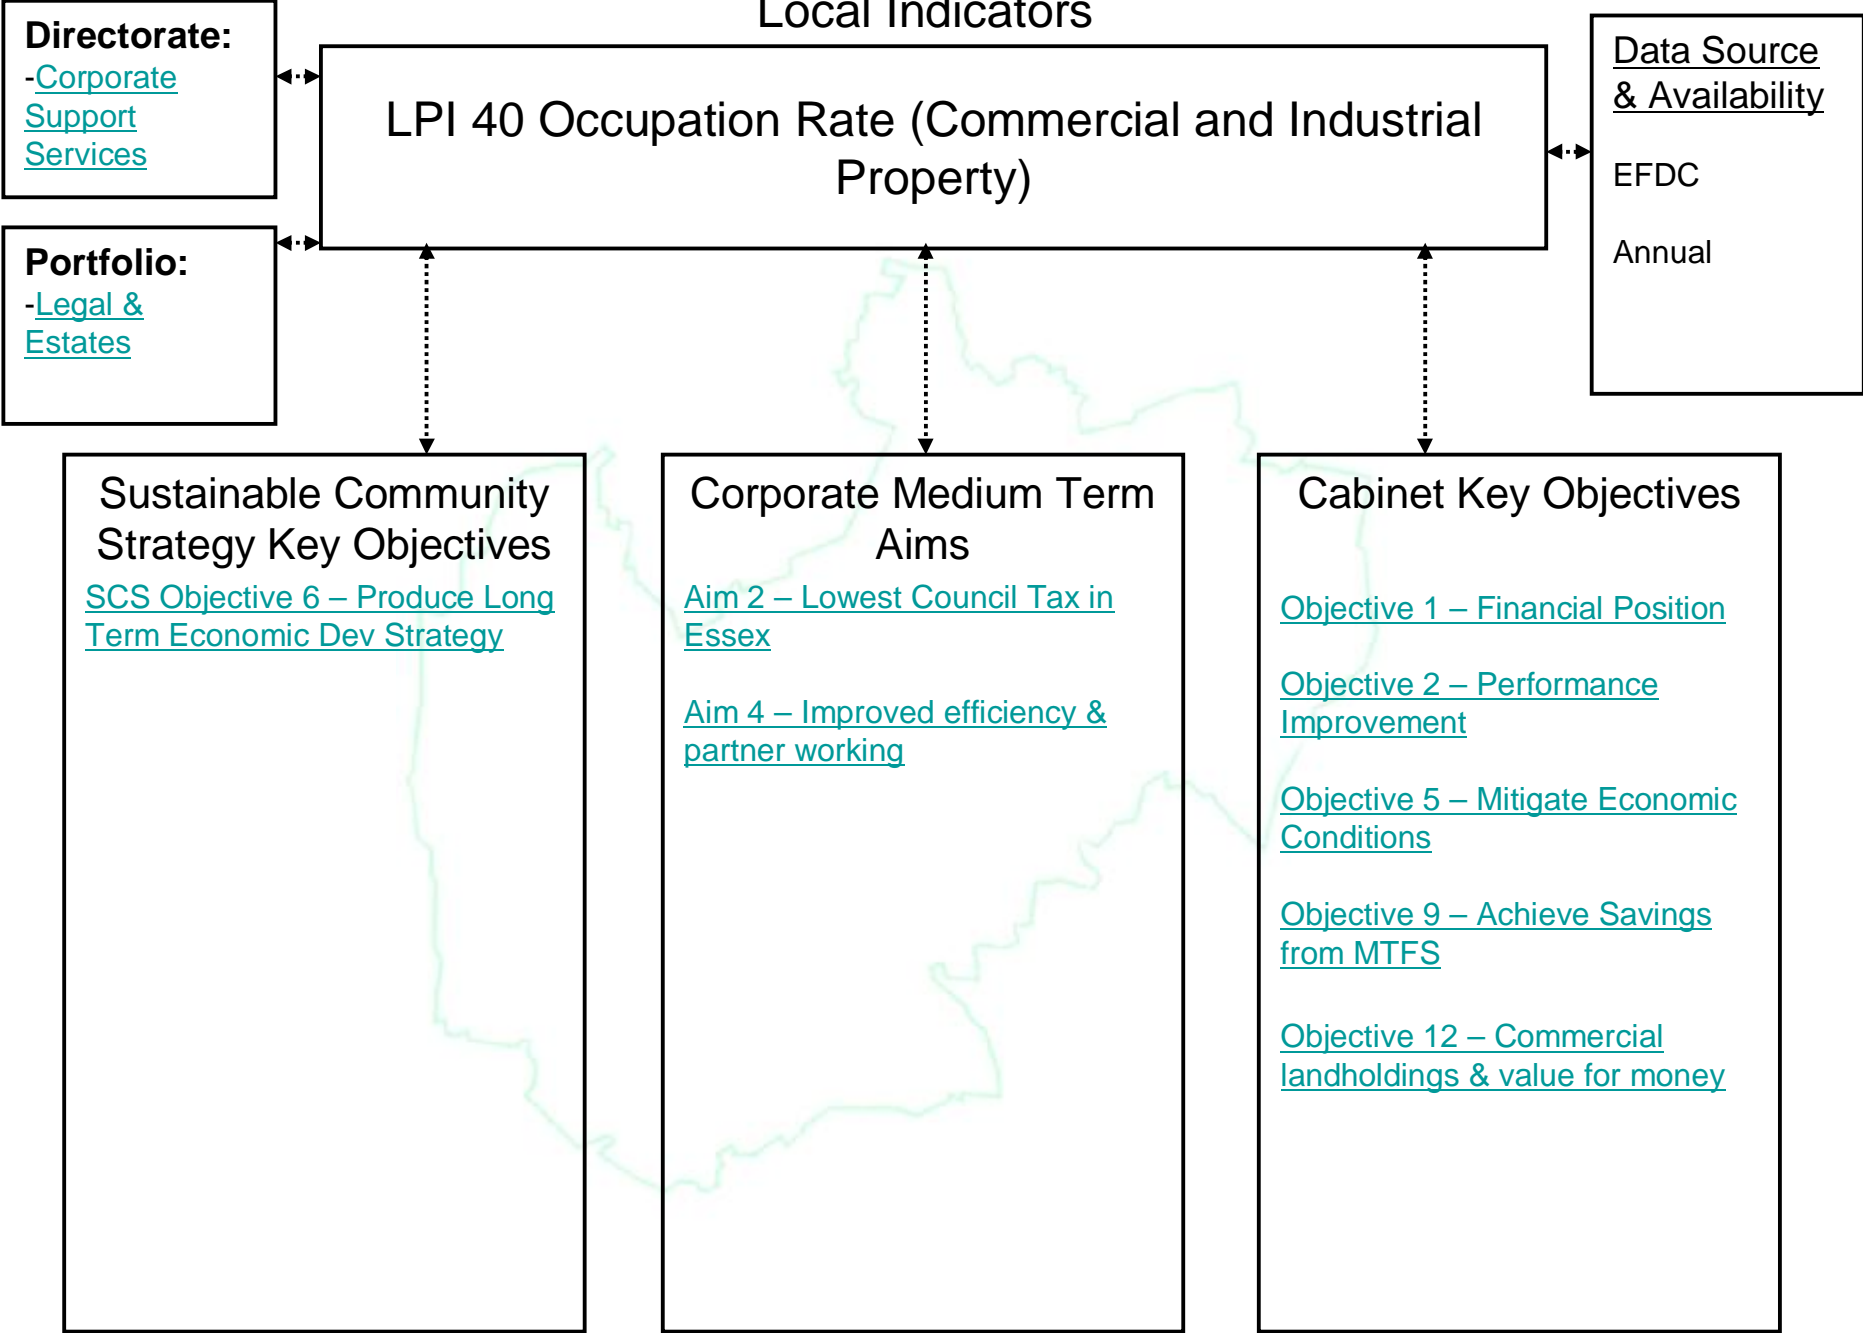 Local Indicators
Directorate:
-Corporate
Support
Services
LPI 40 Occupation Rate (Commercial and Industrial
Property)
Data Source
& Availability
EFDC
Annual
Portfolio:
-Legal &
Estates
Sustainable Community
Strategy Key Objectives
SCS Objective 6 – Produce Long
Term Economic Dev Strategy
Corporate Medium Term
Aims
Aim 2 – Lowest Council Tax in
Essex
Aim 4 – Improved efficiency &
partner working
Cabinet Key Objectives
Objective 1 – Financial Position
Objective 2 – Performance
Improvement
Objective 5 – Mitigate Economic
Conditions
Objective 9 – Achieve Savings
from MTFS
Objective 12 – Commercial
landholdings & value for money